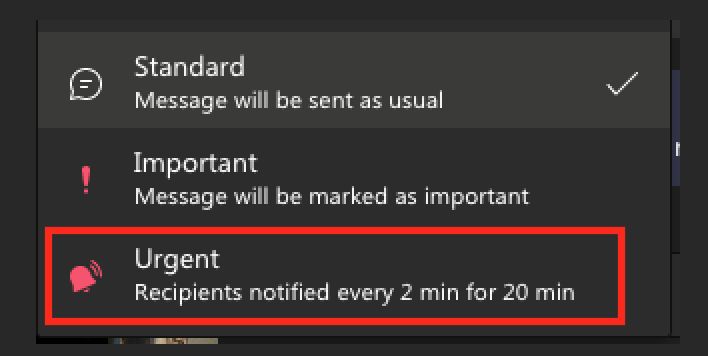 Standard
Message will be sent as usual
Important
Message will be marked as important
Urgent
Recipients notified every 2 min for 20 min